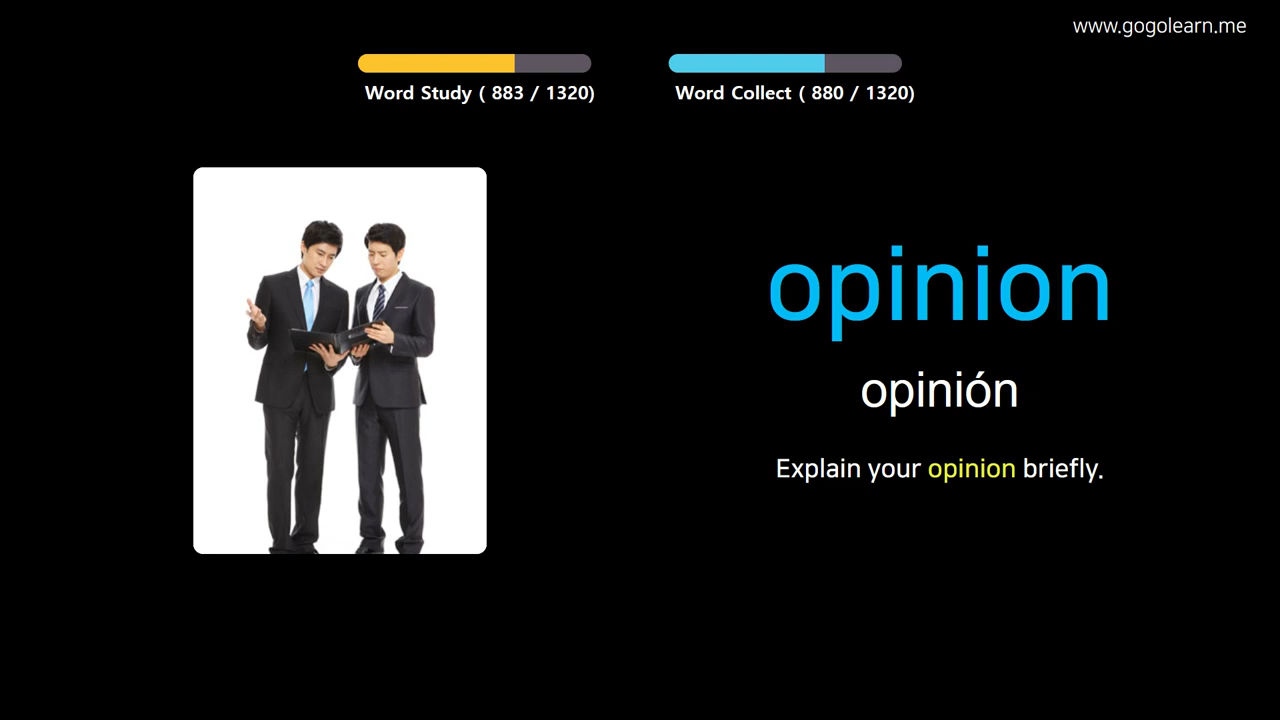 www.gogolearn.me
Word Study ( 883 / 1320)
Word Collect ( 880 / 1320)
opinion
opinión
Explain your opinion briefly.